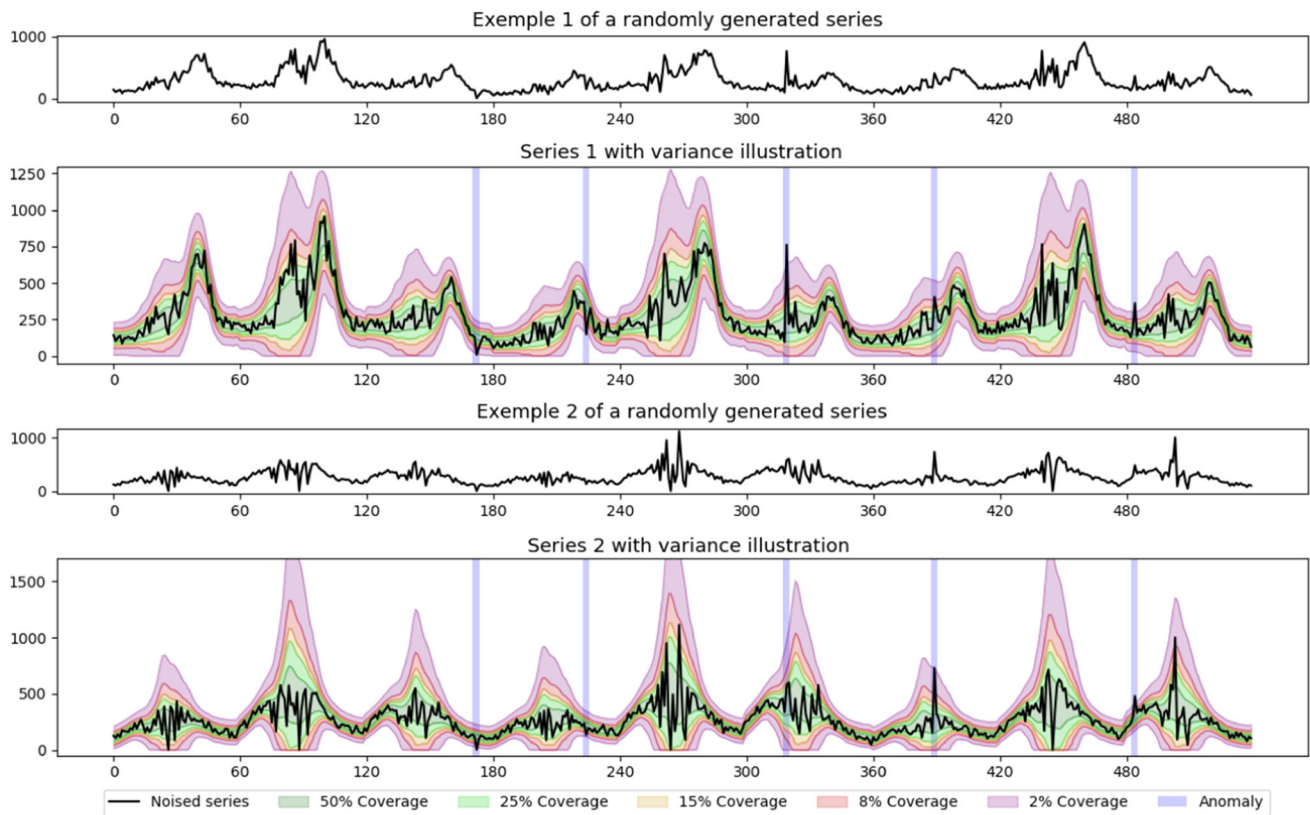 Exemple 1 of a randomly generated series
1000
0
0 60 120 180 240 300 360 420 480
Series 1 with variance illustration
1250
1000
750
500
250
0
0 60 120 180 240 300 360 420 480
Exemple 2 of a randomly generated series
1000
0
0 60 120 180 240 300 360 420 480
Series 2 with variance illustration
1500
1000
500
0
0 60 120 180 240 300 360 420 480
Noised series 50% Coverage 25% Coverage 15% Coverage 8% Coverage 2% Coverage Anomaly